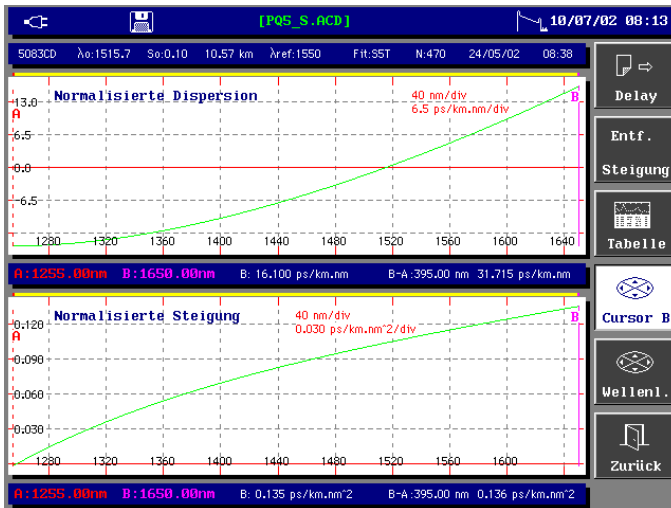 [PQ5_S.ACD] 10/07/02 08:13
5083CD λo:1515.7 So:0.10 10.57 km λref:1550 Fit:S5T N:470 24/05/02 08:38
Delay
Entf.
Steigung
Tabelle
Cursor B
Wellenl.
Zurück
Normalisierte Dispersion
40 nm/div
6.5 ps/km.nm/div
A
B
13.0
6.5
0.0
-6.5
1280 1320 1360 1400 1440 1480 1520 1560 1600 1640
A:1255.00nm B:1650.00nm B: 16.100 ps/km.nm B-A:395.00 nm 31.715 ps/km.nm
Normalisierte Steigung
40 nm/div
0.030 ps/km.nm^2/div
A
B
0.120
0.090
0.060
0.030
1280 1320 1360 1400 1440 1480 1520 1560 1600
A:1255.00nm B:1650.00nm B: 0.135 ps/km.nm^2 B-A:395.00 nm 0.136 ps/km.nm^2